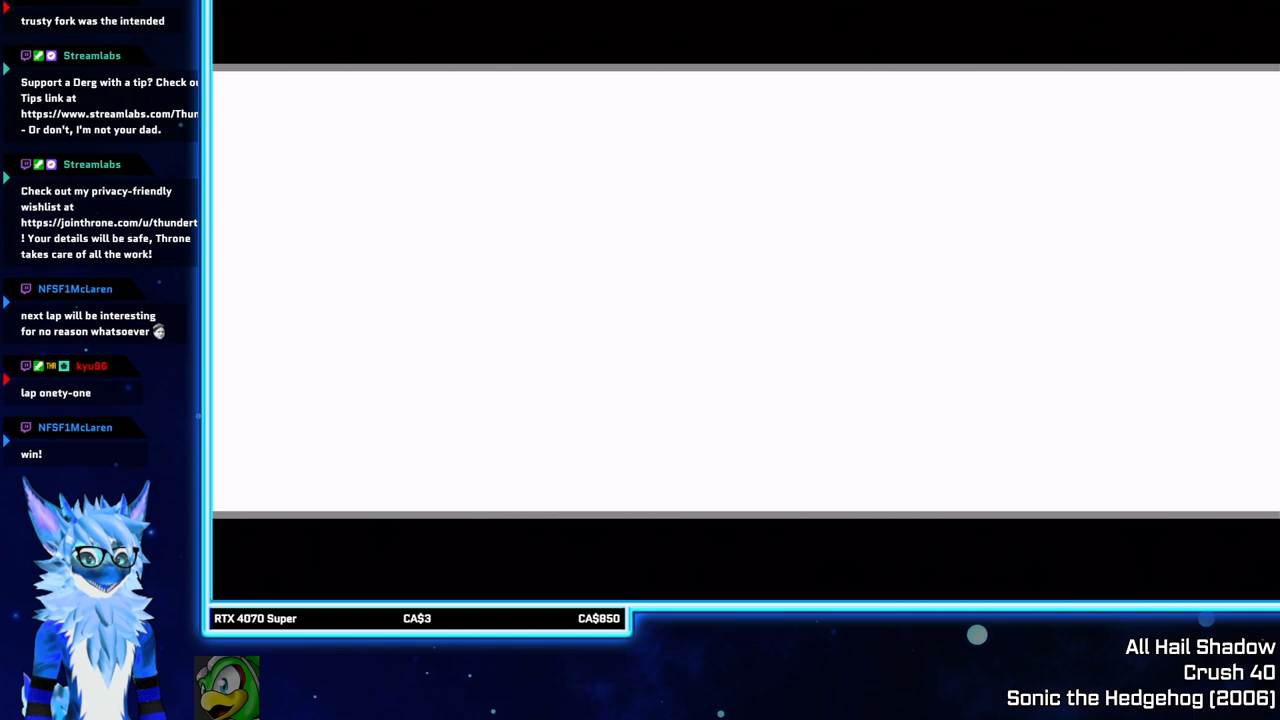 trusty fork was the intended
Streamlabs
Support a Derg with a tip? Check ou
Tips link at
https://www.streamlabs.com/Thun
- Or don't, I'm not your dad.
Streamlabs
Check out my privacy-friendly
wishlist at
https://jointhrone.com/u/thundert
! Your details will be safe, Throne
takes care of all the work!
NFSF1McLaren
next lap will be interesting
for no reason whatsoever
THR kyu96
lap onety-one
NFSF1McLaren
win!
RTX 4070 Super CA$3 CA$850
All Hail Shadow
Crush 40
Sonic the Hedgehog (2006)